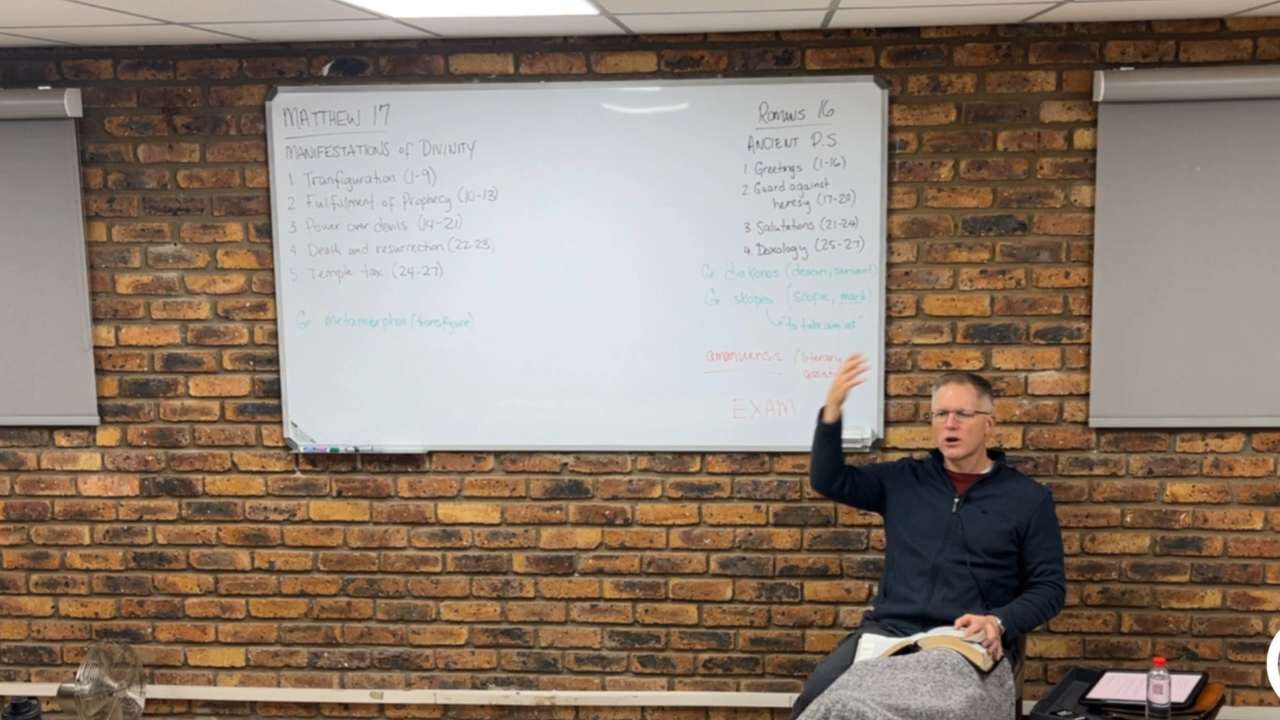 MATTHEW 17
MANIFESTATIONS of DIVINITY
1 Tranfiguration (1-9)
2 Fulfillment of Prophecy (10-13)
3 Power over devils (14-21)
4 Death and resurrection (22-23)
5 Temple tax (24-27)
Gr. metamorphos (transfigure)
ROMANS 16
ANCIENT P.S.
1. Greetings (1-16)
2. Guard against
heresy (17-20)
3. Salutations (21-24)
4. Doxology (25-27)
Gr. diakonos (deacon, servant)
Gr. skopos (scope, mark)
"to take aim at"
amanuensis (literary
EXAM